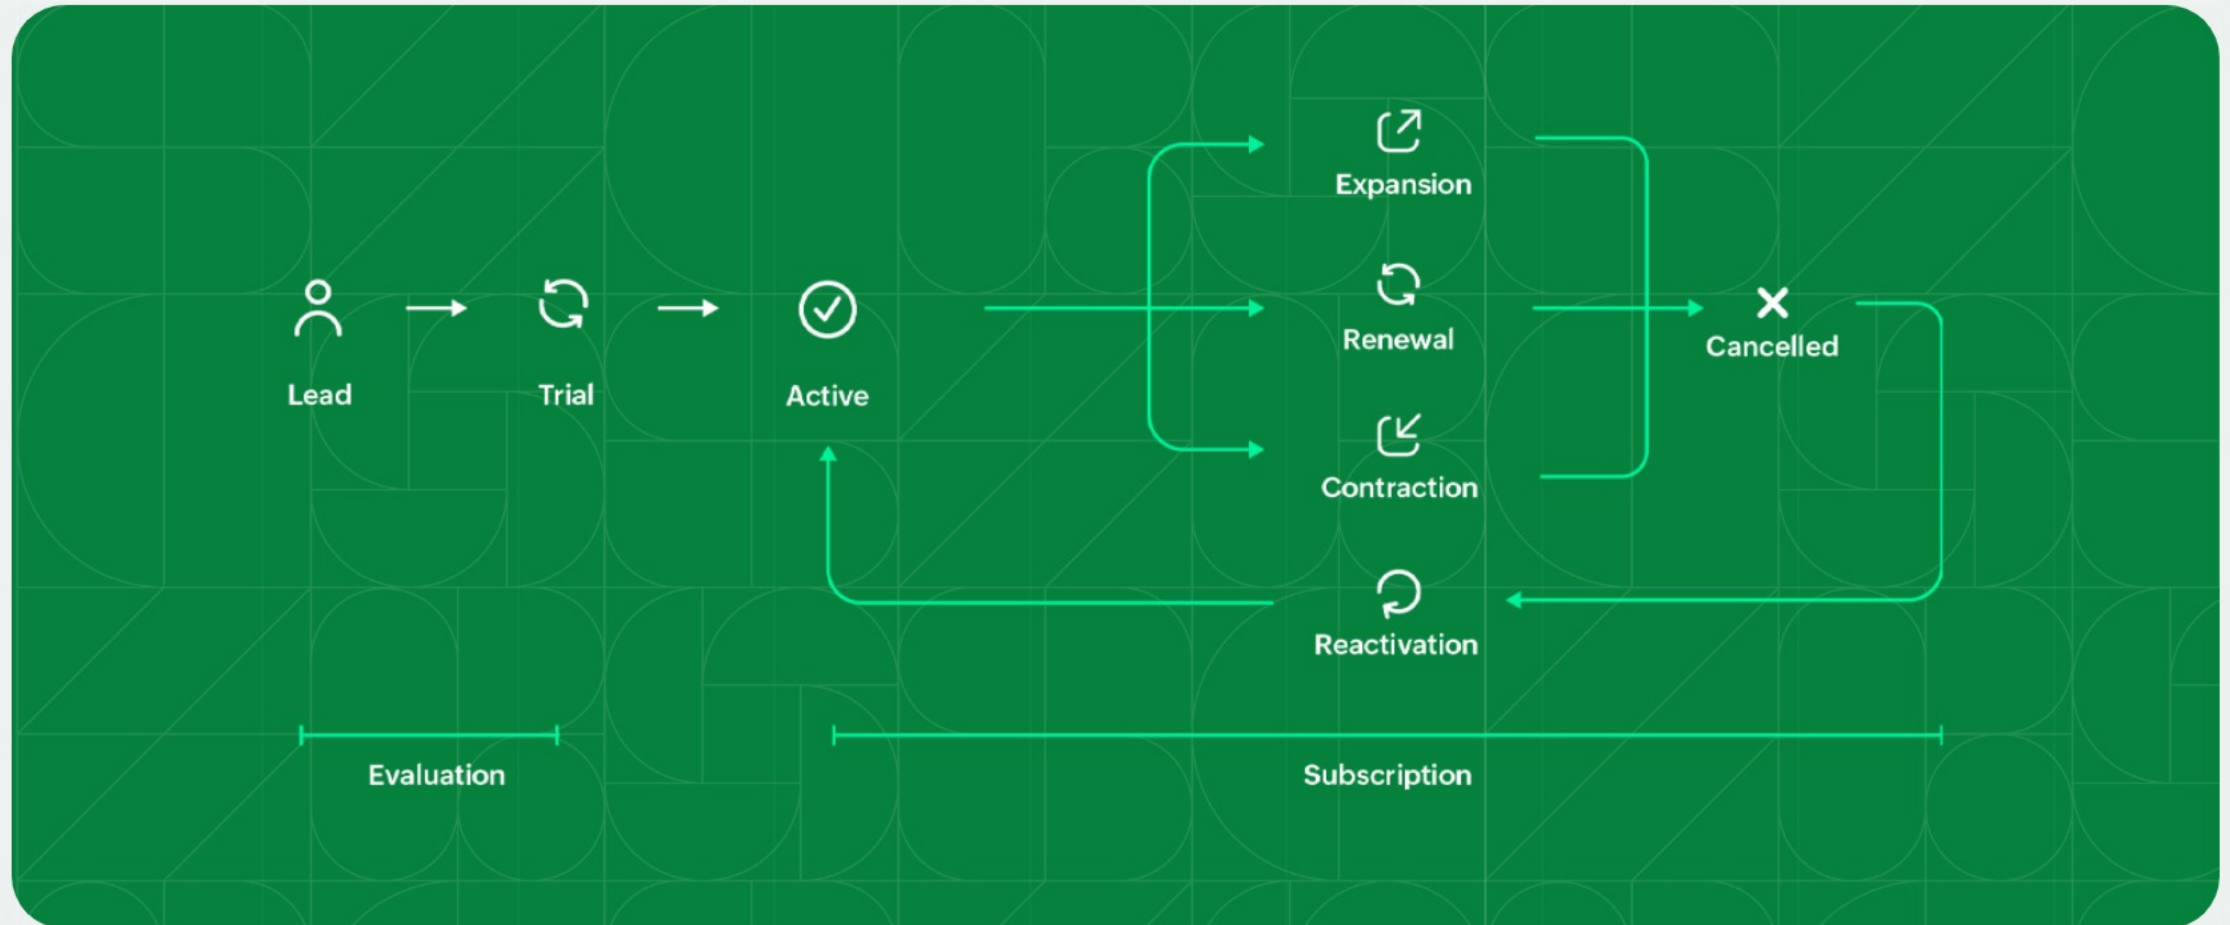 Expansion
Renewal
Cancelled
Lead
Trial
Active
Contraction
Reactivation
Evaluation
Subscription